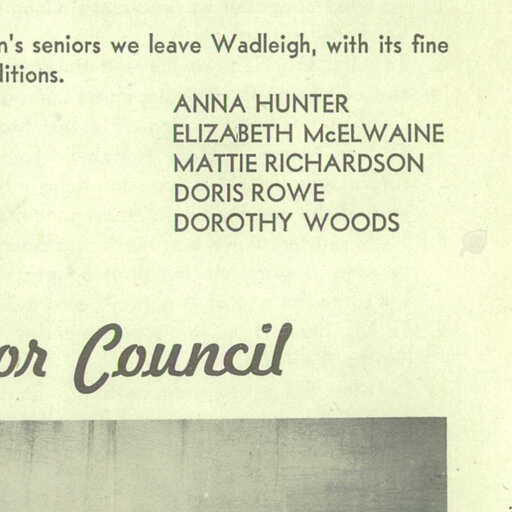 n's seniors we leave Wadleigh, with its fine
ditions.
ANNA HUNTER
ELIZABETH McELWAINE
MATTIE RICHARDSON
DORIS ROWE
DOROTHY WOODS
or Council